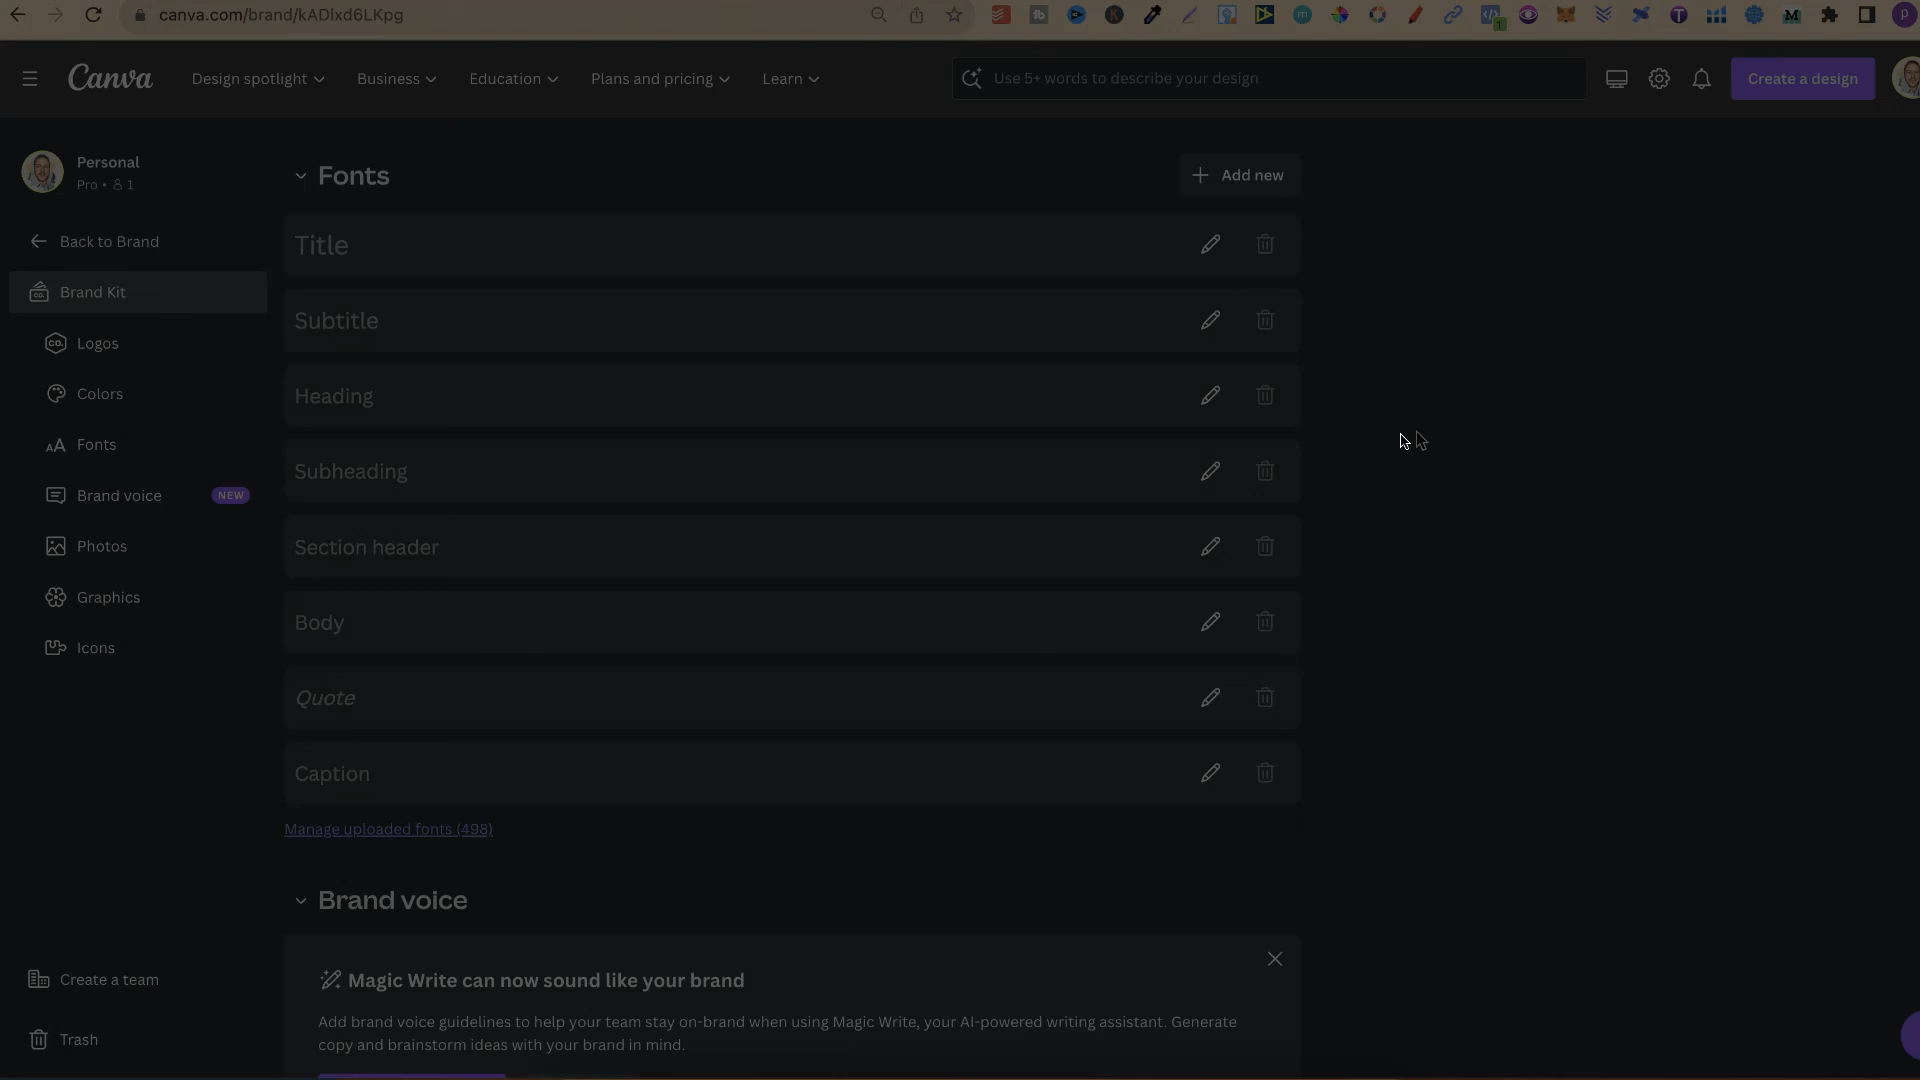 canva.com/brand/kADlxd6LKpg
Canva
Design spotlight
Business
Education
Plans and pricing
Learn
Use 5+ words to describe your design
Create a design
Personal
Pro • 1
Back to Brand
Brand Kit
Logos
Colors
Fonts
Brand voice
NEW
Photos
Graphics
Icons
Create a team
Trash
Fonts
Add new
Title
Subtitle
Heading
Subheading
Section header
Body
Quote
Caption
Manage uploaded fonts (498)
Brand voice
Magic Write can now sound like your brand
Add brand voice guidelines to help your team stay on-brand when using Magic Write, your AI-powered writing assistant. Generate
copy and brainstorm ideas with your brand in mind.